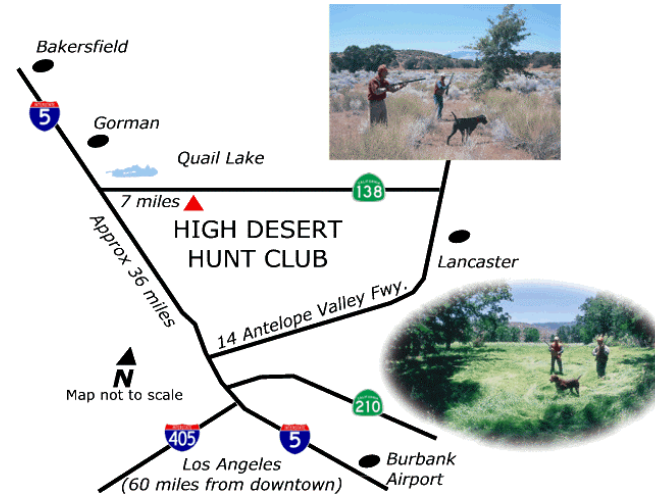 Bakersfield
5
Gorman
Quail Lake
7 miles
138
HIGH DESERT
HUNT CLUB
Approx 36 miles
Lancaster
14 Antelope Valley Fwy.
N
Map not to scale
210
405
5
Los Angeles
(60 miles from downtown)
Burbank
Airport